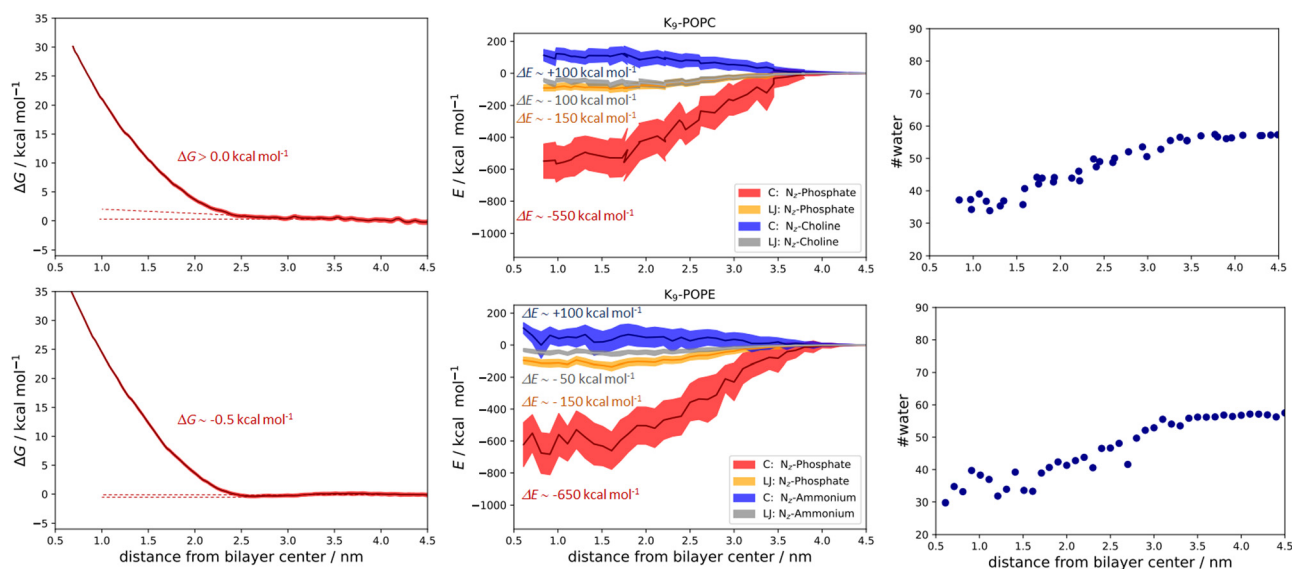 35
30
25
20
15
10
5
0
−5
ΔG / kcal mol⁻¹
ΔG > 0.0 kcal mol⁻¹
0.5 1.0 1.5 2.0 2.5 3.0 3.5 4.0 4.5
K₉-POPC
200
0
−200
−400
−600
−800
−1000
E / kcal mol⁻¹
ΔE ~ +100 kcal mol⁻¹
ΔE ~ - 100 kcal mol⁻¹
ΔE ~ - 150 kcal mol⁻¹
ΔE ~ -550 kcal mol⁻¹
C: N_z-Phosphate
LJ: N_z-Phosphate
C: N_z-Choline
LJ: N_z-Choline
0.5 1.0 1.5 2.0 2.5 3.0 3.5 4.0 4.5
90
80
70
60
50
40
30
20
#water
0.5 1.0 1.5 2.0 2.5 3.0 3.5 4.0 4.5
35
30
25
20
15
10
5
0
−5
ΔG / kcal mol⁻¹
ΔG ~ -0.5 kcal mol⁻¹
0.5 1.0 1.5 2.0 2.5 3.0 3.5 4.0 4.5
distance from bilayer center / nm
K₉-POPE
200
0
−200
−400
−600
−800
−1000
E / kcal mol⁻¹
ΔE ~ +100 kcal mol⁻¹
ΔE ~ - 50 kcal mol⁻¹
ΔE ~ - 150 kcal mol⁻¹
ΔE ~ -650 kcal mol⁻¹
C: N_z-Phosphate
LJ: N_z-Phosphate
C: N_z-Ammonium
LJ: N_z-Ammonium
0.5 1.0 1.5 2.0 2.5 3.0 3.5 4.0 4.5
distance from bilayer center / nm
90
80
70
60
50
40
30
20
#water
0.5 1.0 1.5 2.0 2.5 3.0 3.5 4.0 4.5
distance from bilayer center / nm